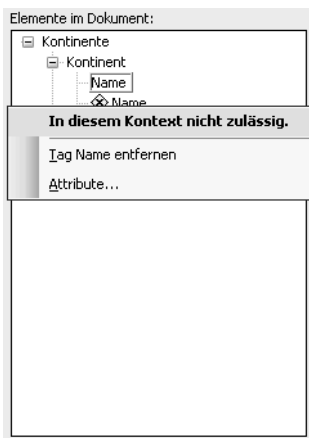 Elemente im Dokument:
Kontinente
Kontinent
Name
Name
In diesem Kontext nicht zulässig.
Tag Name entfernen
Attribute...